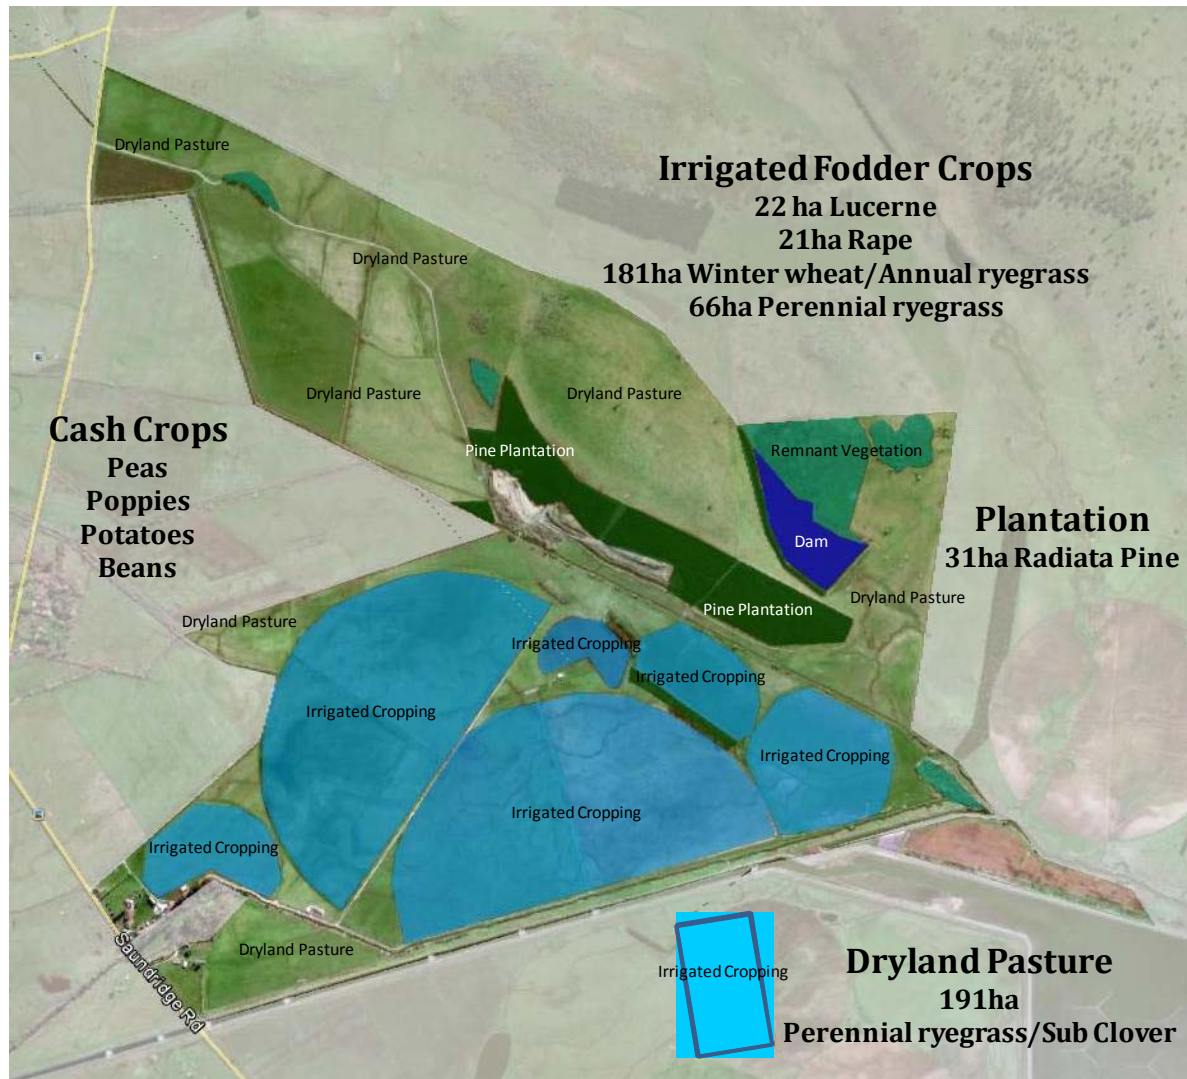 Dryland Pasture
Irrigated Fodder Crops
22 ha Lucerne
21ha Rape
181ha Winter wheat/Annual ryegrass
66ha Perennial ryegrass
Dryland Pasture
Dryland Pasture
Dryland Pasture
Cash Crops
Peas
Poppies
Potatoes
Beans
Pine Plantation
Remnant Vegetation
Dam
Plantation
31ha Radiata Pine
Dryland Pasture
Pine Plantation
Dryland Pasture
Irrigated Cropping
Irrigated Cropping
Irrigated Cropping
Irrigated Cropping
Irrigated Cropping
Irrigated Cropping
Dryland Pasture
Saundridge Rd
Irrigated Cropping
Dryland Pasture
191ha
Perennial ryegrass/Sub Clover